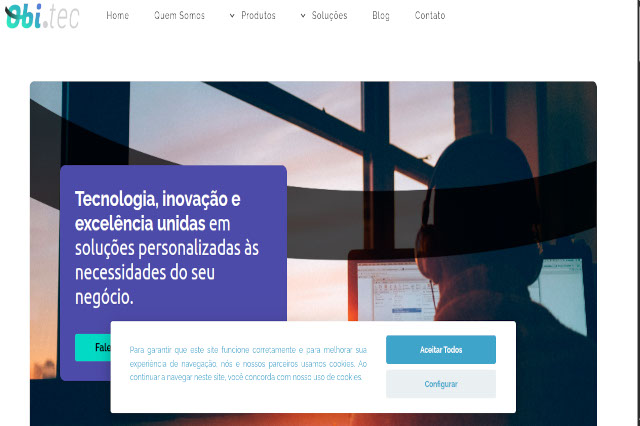 Obi.tec
Home Quem Somos Produtos Soluções Blog Contato
Tecnologia, inovação e
excelência unidas em
soluções personalizadas às
necessidades do seu
negócio.
Para garantir que este site funcione corretamente e para melhorar sua
experiência de navegação, nós e nossos parceiros usamos cookies. Ao
continuar a navegar neste site, você concorda com nosso uso de cookies.
Aceitar Todos
Configurar